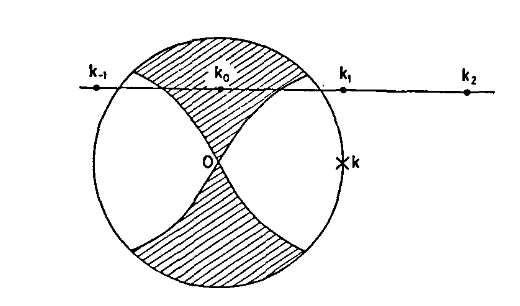 k₋₁ k₀ k₁ k₂
O k